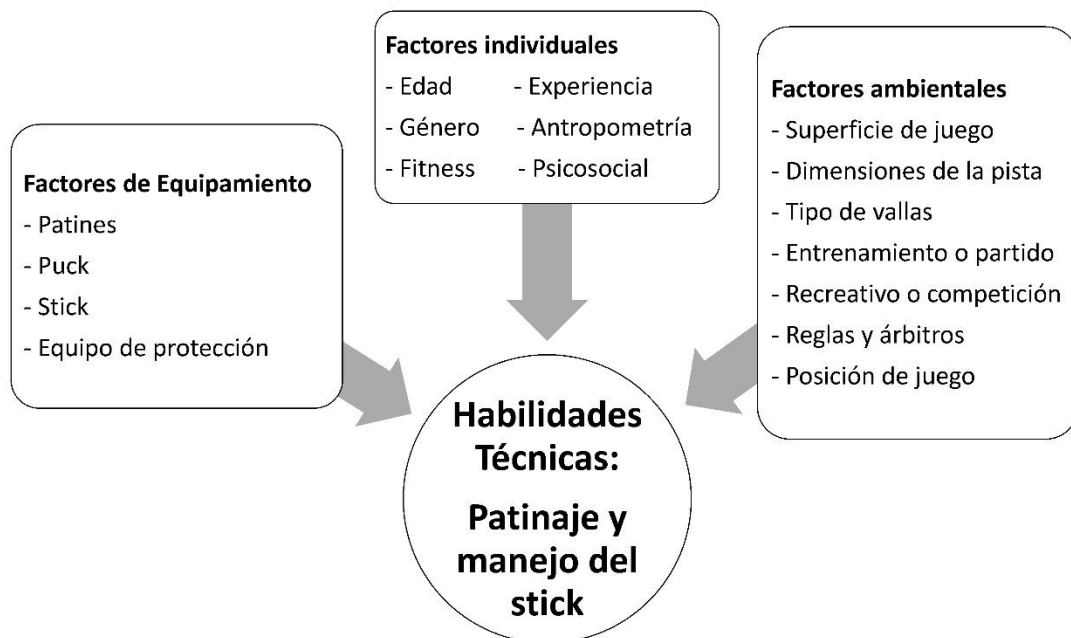 Factores de Equipamiento
- Patines
- Puck
- Stick
- Equipo de protección
Factores individuales
- Edad - Experiencia
- Género - Antropometría
- Fitness - Psicosocial
Factores ambientales
- Superficie de juego
- Dimensiones de la pista
- Tipo de vallas
- Entrenamiento o partido
- Recreativo o competición
- Reglas y árbitros
- Posición de juego
Habilidades
Técnicas:
Patinaje y
manejo del
stick